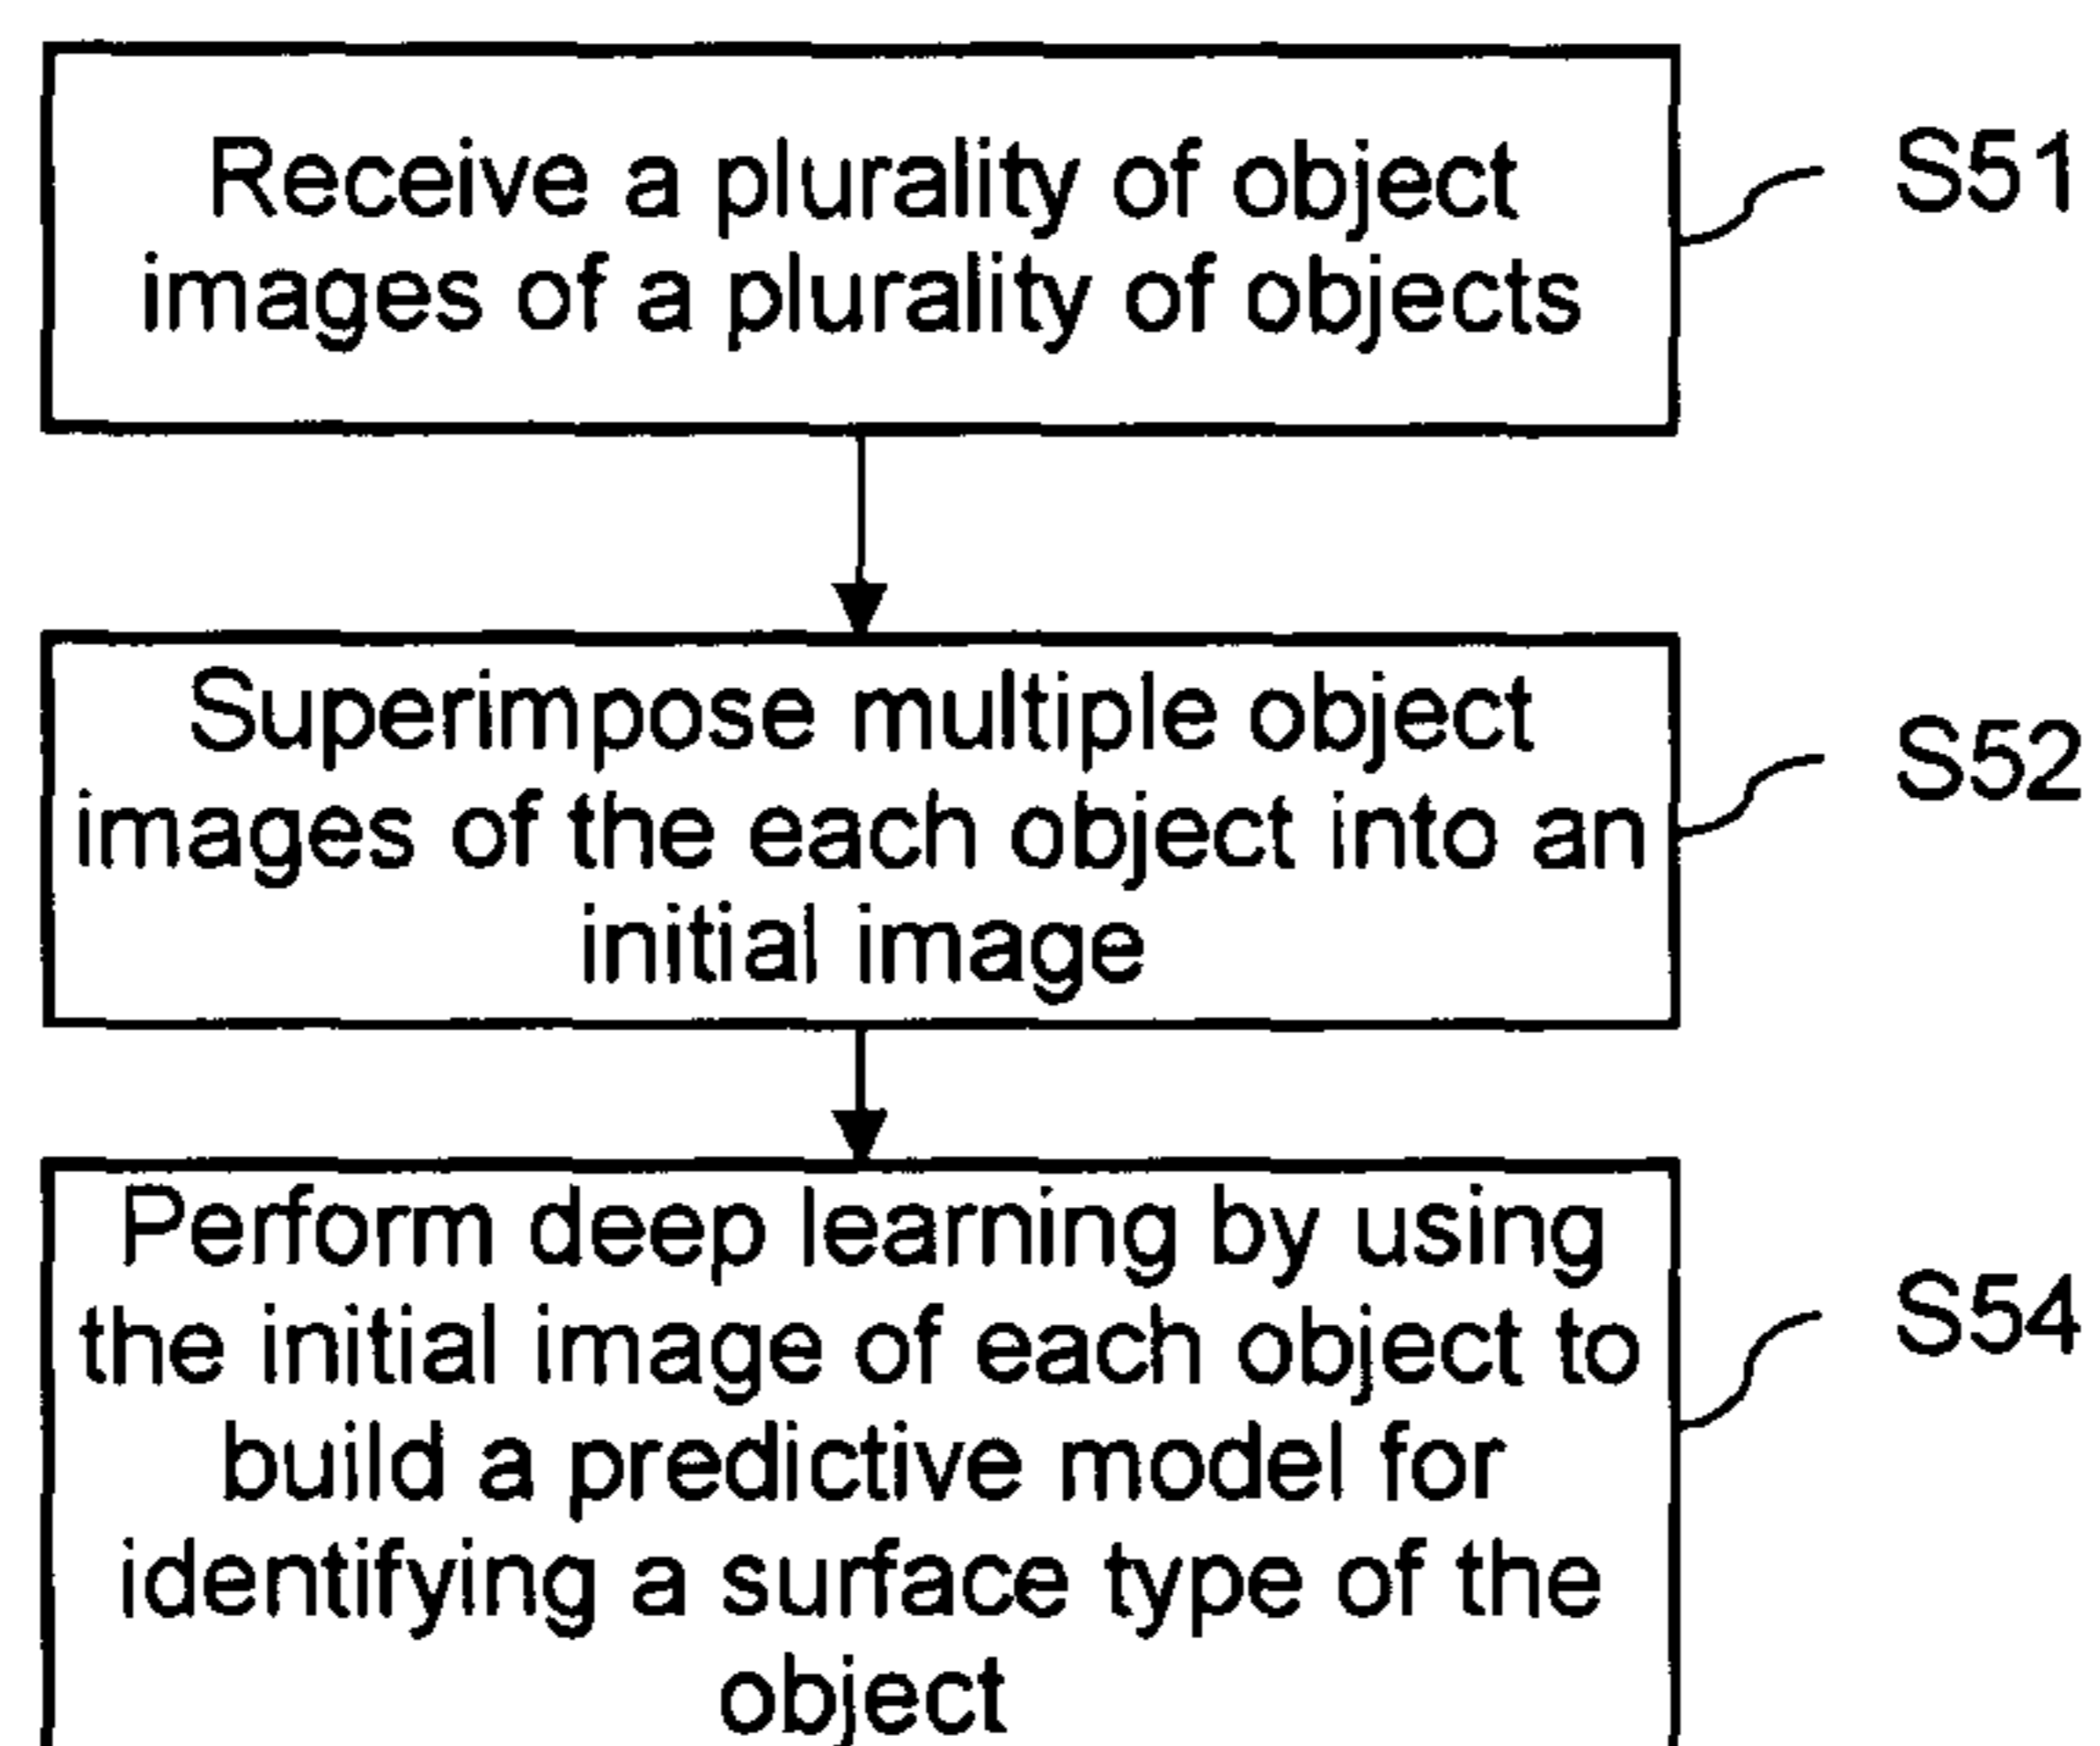 Receive a plurality of object
images of a plurality of objects
S51
Superimpose multiple object
images of the each object into an
initial image
S52
Perform deep learning by using
the initial image of each object to
build a predictive model for
identifying a surface type of the
object
S54